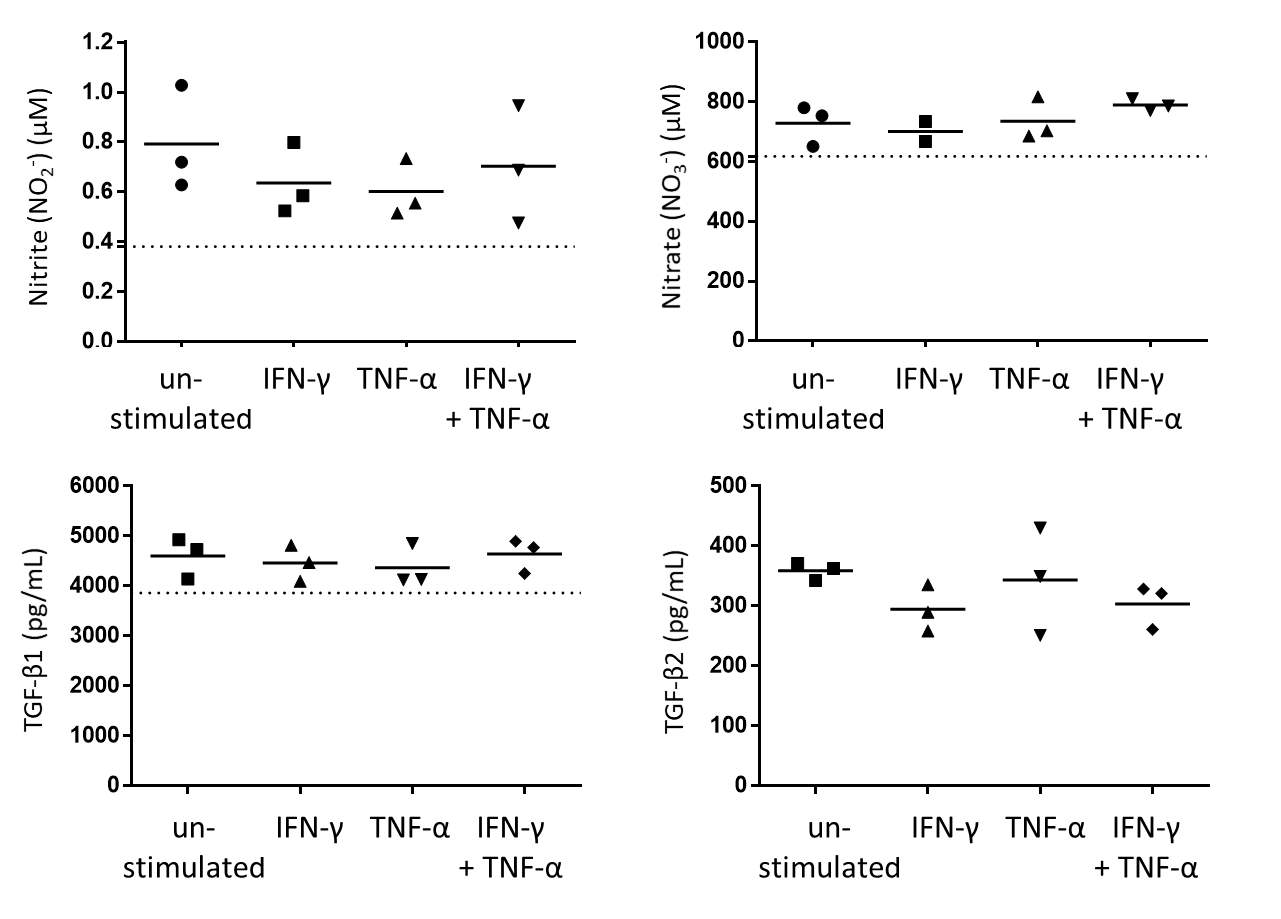 1.2
1.0
0.8
0.6
0.4
0.2
0.0
Nitrite (NO₂⁻) (µM)
un-
stimulated
IFN-γ
TNF-α
IFN-γ
+ TNF-α
1000
800
600
400
200
0
Nitrate (NO₃⁻) (µM)
un-
stimulated
IFN-γ
TNF-α
IFN-γ
+ TNF-α
6000
5000
4000
3000
2000
1000
0
TGF-β1 (pg/mL)
un-
stimulated
IFN-γ
TNF-α
IFN-γ
+ TNF-α
500
400
300
200
100
0
TGF-β2 (pg/mL)
un-
stimulated
IFN-γ
TNF-α
IFN-γ
+ TNF-α